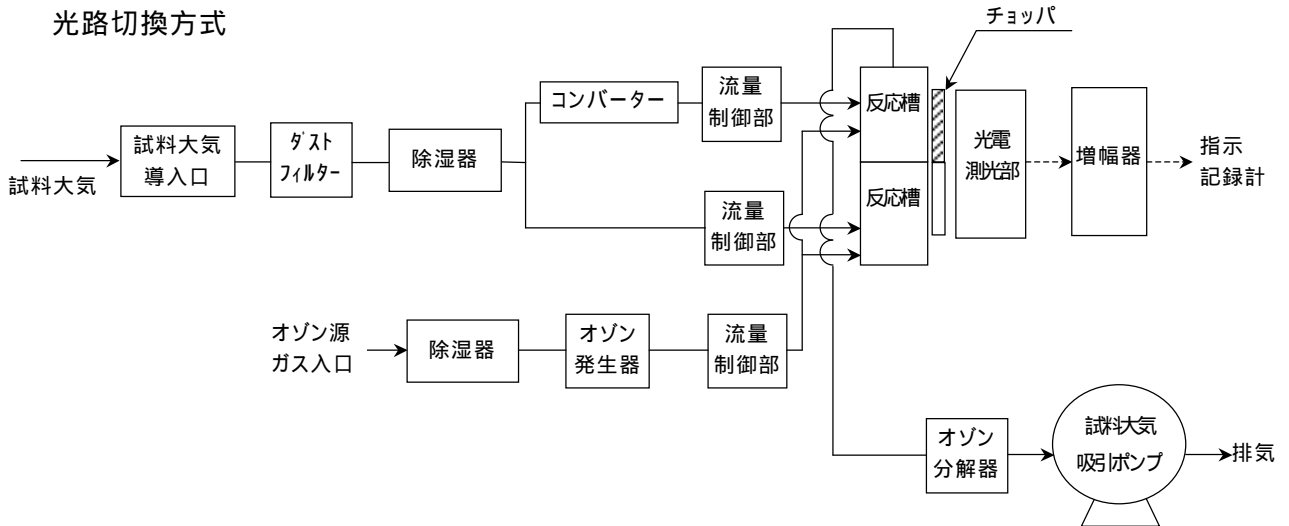 光路切換方式
チョッパ
試料大気
試料大気
導入口
ダスト
フィルター
除湿器
コンバーター
流量
制御部
流量
制御部
反応槽
反応槽
光電
測光部
増幅器
指示
記録計
オゾン源
ガス入口
除湿器
オゾン
発生器
流量
制御部
オゾン
分解器
試料大気
吸引ポンプ
排気